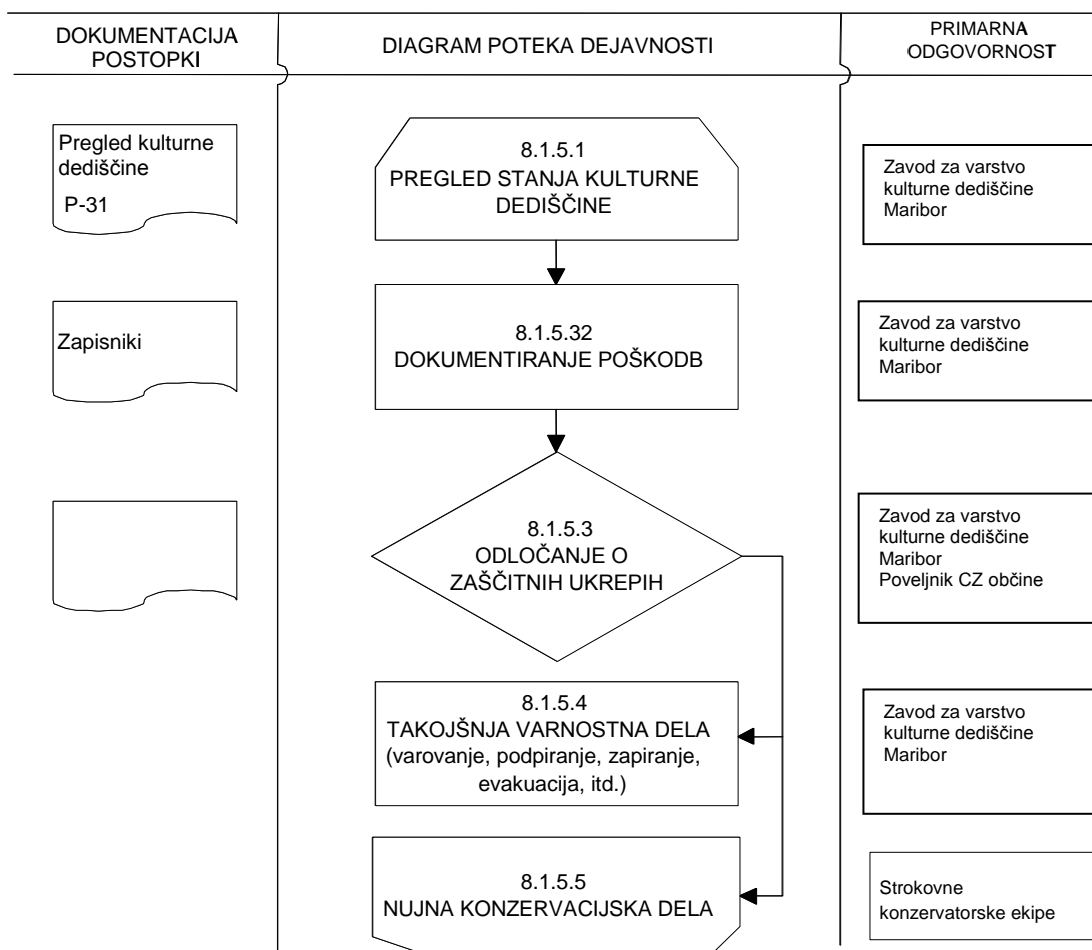 DOKUMENTACIJA
POSTOPKI
DIAGRAM POTEKA DEJAVNOSTI
PRIMARNA
ODGOVORNOST
Pregled kulturne
dediščine
P-31
8.1.5.1
PREGLED STANJA KULTURNE
DEDIŠČINE
Zavod za varstvo
kulturne dediščine
Maribor
Zapisniki
8.1.5.32
DOKUMENTIRANJE POŠKODB
Zavod za varstvo
kulturne dediščine
Maribor
8.1.5.3
ODLOČANJE O
ZAŠČITNIH UKREPIH
Zavod za varstvo
kulturne dediščine
Maribor
Poveljnik CZ občine
8.1.5.4
TAKOJŠNJA VARNOSTNA DELA
(varovanje, podpiranje, zapiranje,
evakuacija, itd.)
Zavod za varstvo
kulturne dediščine
Maribor
8.1.5.5
NUJNA KONZERVACIJSKA DELA
Strokovne
konzervatorske ekipe